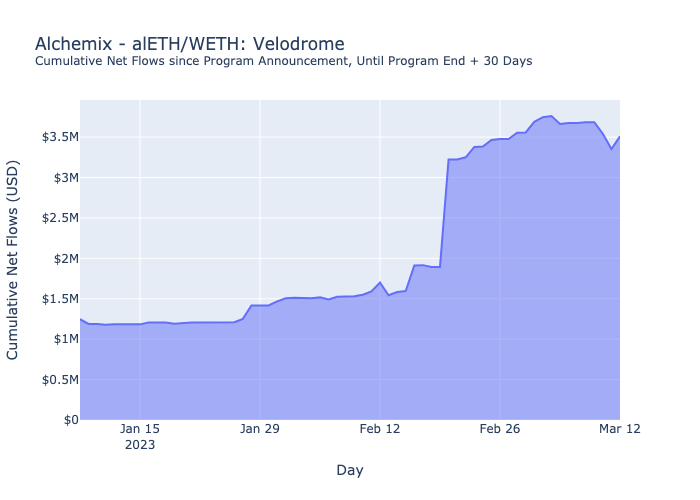 Alchemix - alETH/WETH: Velodrome
Cumulative Net Flows since Program Announcement, Until Program End + 30 Days
Cumulative Net Flows (USD)
$3.5M
$3M
$2.5M
$2M
$1.5M
$1M
$0.5M
$0
Jan 15
2023
Jan 29
Feb 12
Feb 26
Mar 12
Day